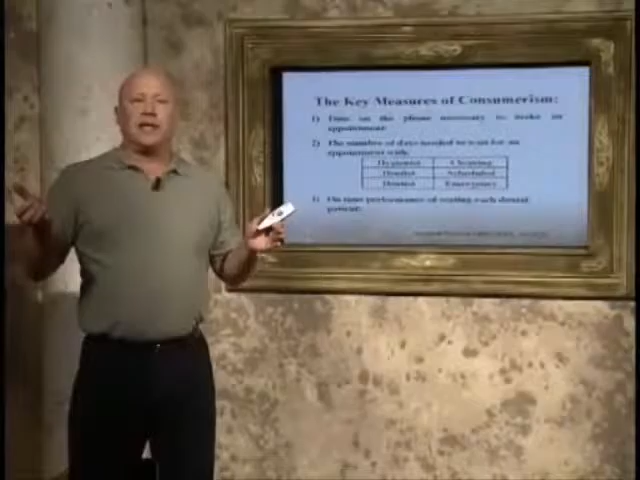 The Key Measures of Consumerism:
1) Time on the phone necessary to make an
appointment
2) The number of days needed to wait for an
appointment with:
Hygienist Cleaning
Dentist Scheduled
Dentist Emergency
3) On time performance of seating each dental
patient